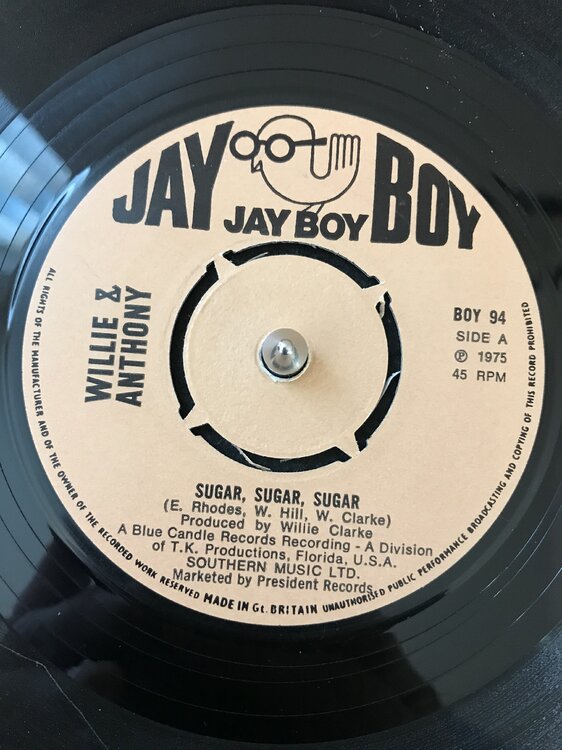 JAY BOY
JAY BOY
WILLIE &
ANTHONY
BOY 94
SIDE A
Ⓟ 1975
45 RPM
SUGAR, SUGAR, SUGAR
(E. Rhodes, W. Hill, W. Clarke)
Produced by Willie Clarke
A Blue Candle Records Recording - A Division
of T.K. Productions, Florida, U.S.A.
SOUTHERN MUSIC LTD.
Marketed by President Records
ALL RIGHTS OF THE MANUFACTURER AND OF THE OWNER OF THE RECORDED WORK RESERVED MADE IN Gt. BRITAIN UNAUTHORISED PUBLIC PERFORMANCE BROADCASTING AND COPYING OF THIS RECORD PROHIBITED